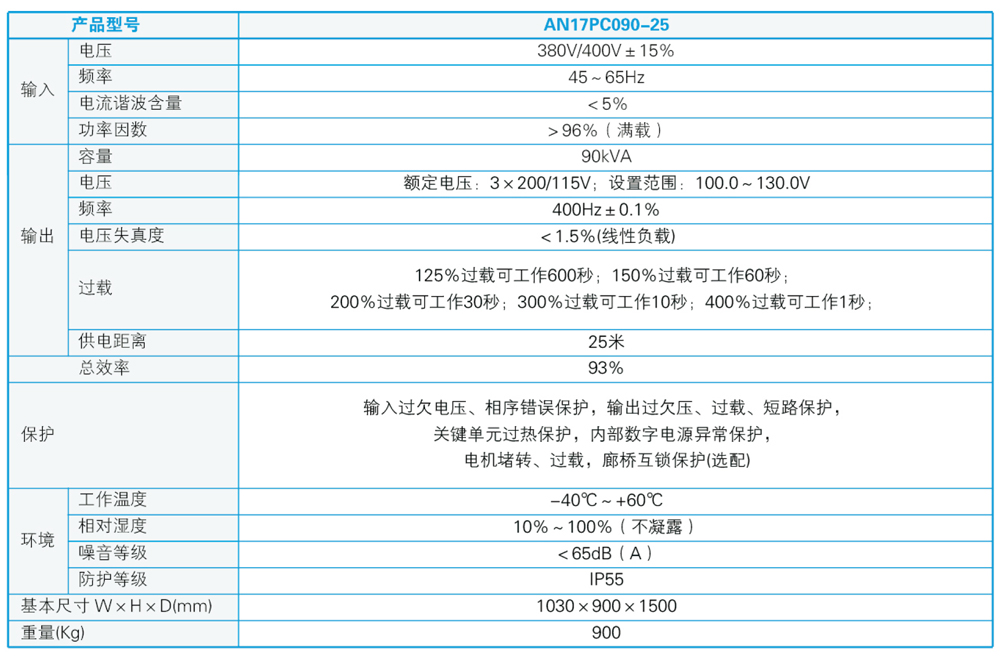 产品型号 AN17PC090-25
输入
电压 380V/400V±15%
频率 45~65Hz
电流谐波含量 <5%
功率因数 >96%(满载)
输出
容量 90kVA
电压 额定电压:3×200/115V;设置范围:100.0~130.0V
频率 400Hz±0.1%
电压失真度 <1.5%(线性负载)
过载
125%过载可工作600秒;150%过载可工作60秒;
200%过载可工作30秒;300%过载可工作10秒;400%过载可工作1秒;
供电距离 25米
总效率 93%
保护
输入过欠电压、相序错误保护,输出过欠压、过载、短路保护,
关键单元过热保护,内部数字电源异常保护,
电机堵转、过载,廊桥互锁保护(选配)
环境
工作温度 -40℃~+60℃
相对湿度 10%~100%(不凝露)
噪音等级 <65dB(A)
防护等级 IP55
基本尺寸 W×H×D(mm) 1030×900×1500
重量(Kg) 900